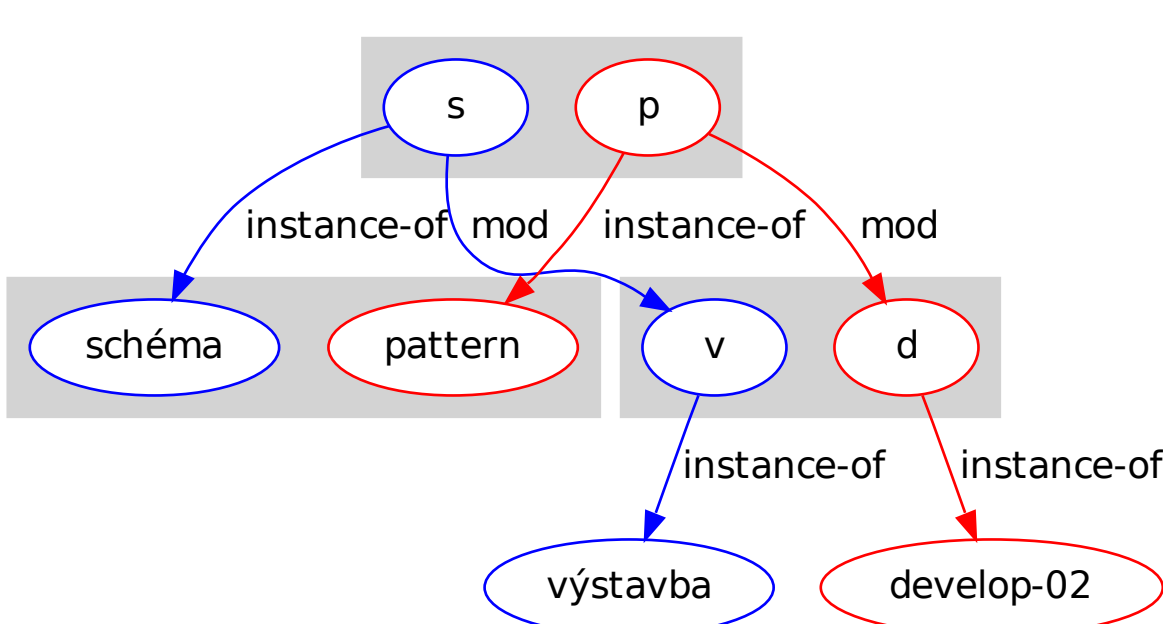 s p
instance-of mod instance-of mod
schéma pattern v d
instance-of instance-of
výstavba develop-02